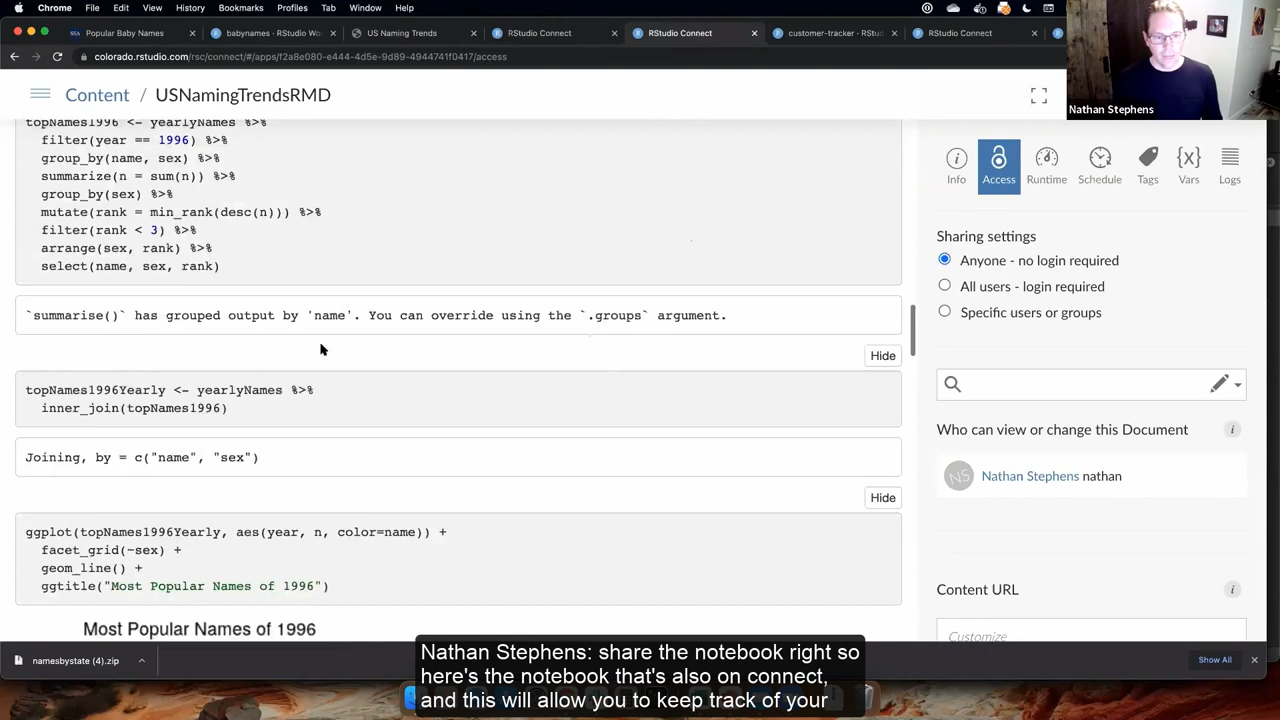 Chrome File Edit View History Bookmarks Profiles Tab Window Help
SSA Popular Baby Names
babynames - RStudio Wo
US Naming Trends
RStudio Connect
RStudio Connect
customer-tracker - RStud
RStudio Connect
colorado.rstudio.com/rsc/connect/#/apps/f2a8e080-e444-4d5e-9d89-4944741f0417/access
Nathan Stephens
Content / USNamingTrendsRMD
topNames1996 <- yearlyNames %>%
filter(year == 1996) %>%
group_by(name, sex) %>%
summarize(n = sum(n)) %>%
group_by(sex) %>%
mutate(rank = min_rank(desc(n))) %>%
filter(rank < 3) %>%
arrange(sex, rank) %>%
select(name, sex, rank)
`summarise()` has grouped output by 'name'. You can override using the `.groups` argument.
Hide
topNames1996Yearly <- yearlyNames %>%
inner_join(topNames1996)
Joining, by = c("name", "sex")
Hide
ggplot(topNames1996Yearly, aes(year, n, color=name)) +
facet_grid(~sex) +
geom_line() +
ggtitle("Most Popular Names of 1996")
Most Popular Names of 1996
Info Access Runtime Schedule Tags {x} Vars Logs
Sharing settings
Anyone - no login required
All users - login required
Specific users or groups
Who can view or change this Document
NS Nathan Stephens nathan
Content URL
Customize
namesbystate (4).zip
Show All
Nathan Stephens: share the notebook right so
here's the notebook that's also on connect,
and this will allow you to keep track of your